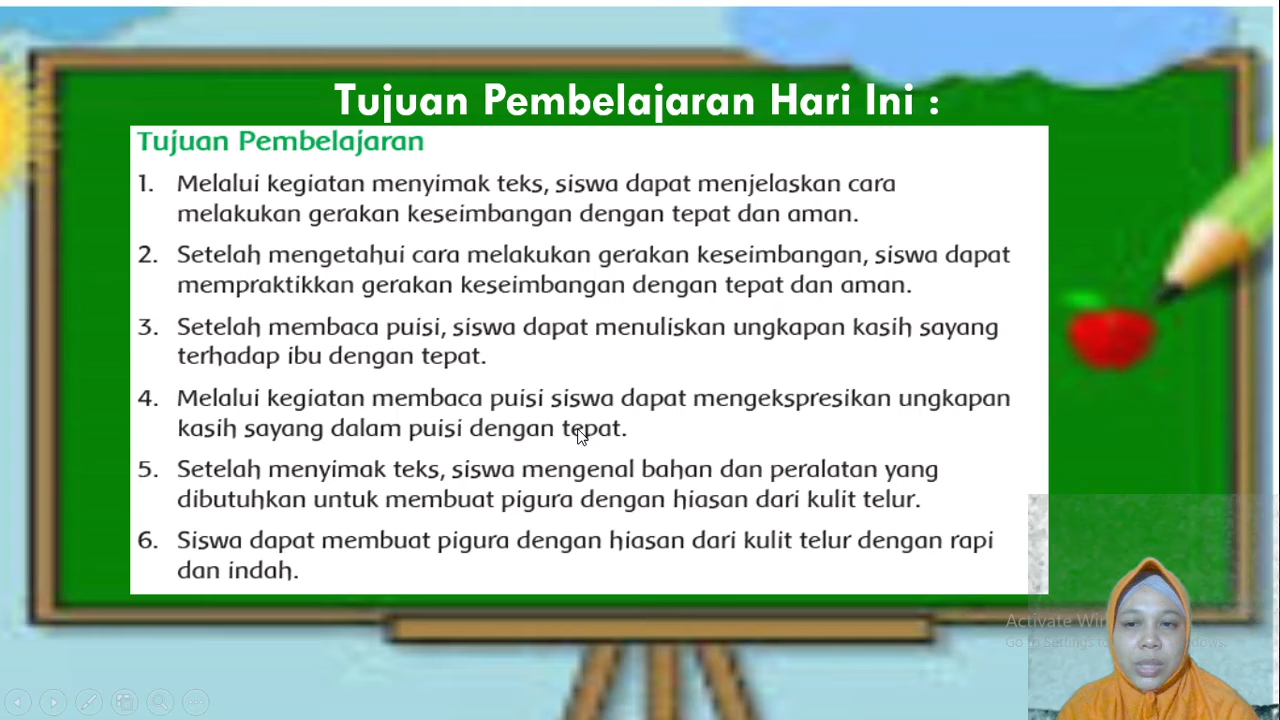 Tujuan Pembelajaran Hari Ini :
Tujuan Pembelajaran
1. Melalui kegiatan menyimak teks, siswa dapat menjelaskan cara
melakukan gerakan keseimbangan dengan tepat dan aman.
2. Setelah mengetahui cara melakukan gerakan keseimbangan, siswa dapat
mempraktikkan gerakan keseimbangan dengan tepat dan aman.
3. Setelah membaca puisi, siswa dapat menuliskan ungkapan kasih sayang
terhadap ibu dengan tepat.
4. Melalui kegiatan membaca puisi siswa dapat mengekspresikan ungkapan
kasih sayang dalam puisi dengan tepat.
5. Setelah menyimak teks, siswa mengenal bahan dan peralatan yang
dibutuhkan untuk membuat pigura dengan hiasan dari kulit telur.
6. Siswa dapat membuat pigura dengan hiasan dari kulit telur dengan rapi
dan indah.
Activate
Go to Settings to